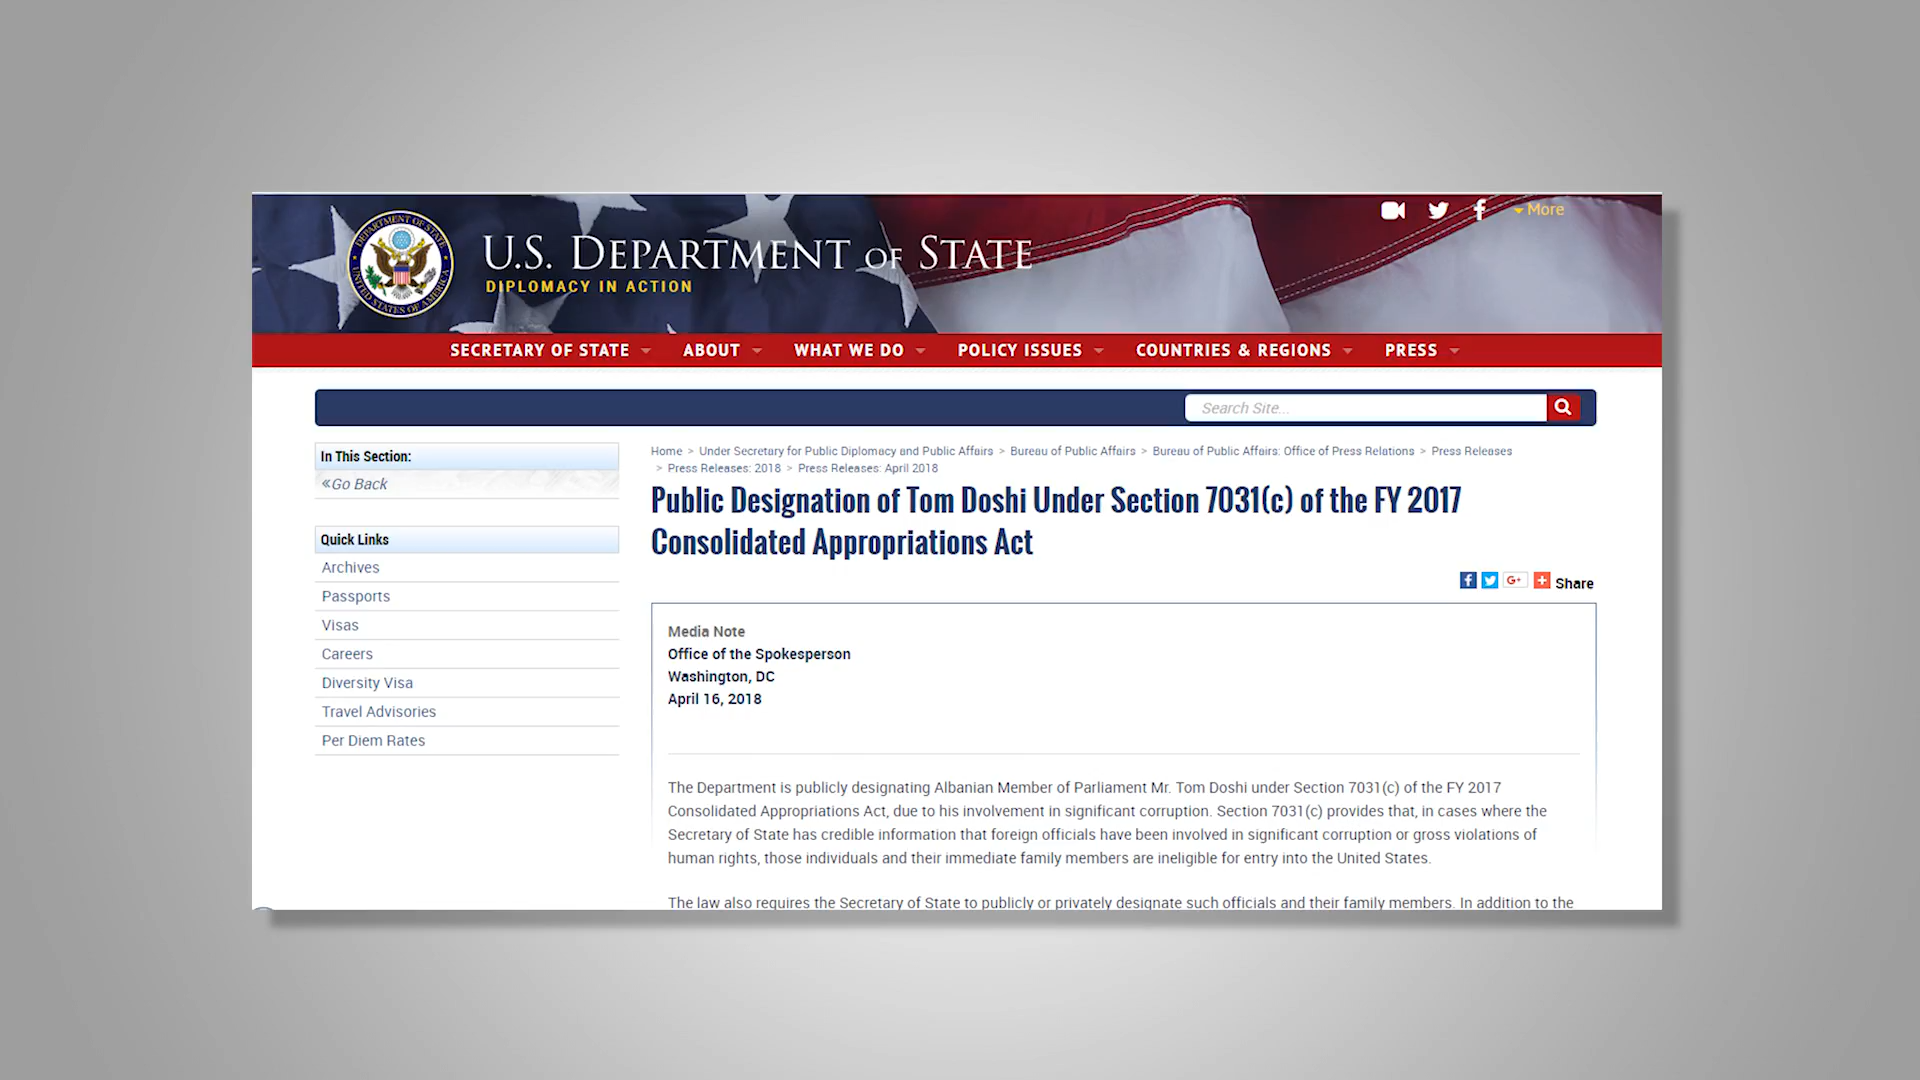 More
DEPARTMENT OF STATE
UNITED STATES OF AMERICA
U.S. DEPARTMENT OF STATE
DIPLOMACY IN ACTION
SECRETARY OF STATE ABOUT WHAT WE DO POLICY ISSUES COUNTRIES & REGIONS PRESS
Search Site...
In This Section:
«Go Back
Quick Links
Archives
Passports
Visas
Careers
Diversity Visa
Travel Advisories
Per Diem Rates
Home > Under Secretary for Public Diplomacy and Public Affairs > Bureau of Public Affairs > Bureau of Public Affairs: Office of Press Relations > Press Releases
> Press Releases: 2018 > Press Releases: April 2018
Public Designation of Tom Doshi Under Section 7031(c) of the FY 2017
Consolidated Appropriations Act
f G+ + Share
Media Note
Office of the Spokesperson
Washington, DC
April 16, 2018
The Department is publicly designating Albanian Member of Parliament Mr. Tom Doshi under Section 7031(c) of the FY 2017
Consolidated Appropriations Act, due to his involvement in significant corruption. Section 7031(c) provides that, in cases where the
Secretary of State has credible information that foreign officials have been involved in significant corruption or gross violations of
human rights, those individuals and their immediate family members are ineligible for entry into the United States.
The law also requires the Secretary of State to publicly or privately designate such officials and their family members. In addition to the